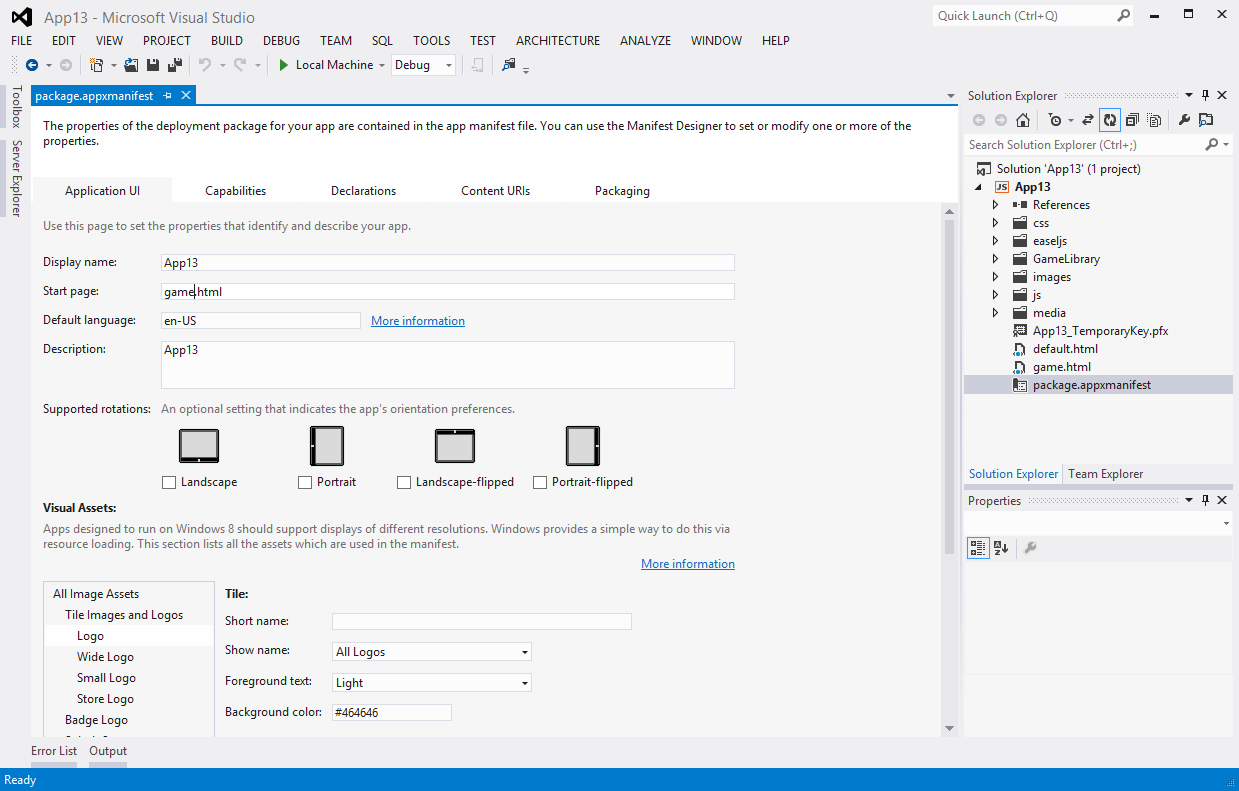 App13 - Microsoft Visual Studio
Quick Launch (Ctrl+Q)
FILE EDIT VIEW PROJECT BUILD DEBUG TEAM SQL TOOLS TEST ARCHITECTURE ANALYZE WINDOW HELP
Local Machine Debug
Toolbox
Server Explorer
package.appxmanifest
The properties of the deployment package for your app are contained in the app manifest file. You can use the Manifest Designer to set or modify one or more of the
properties.
Application UI Capabilities Declarations Content URIs Packaging
Use this page to set the properties that identify and describe your app.
Display name: App13
Start page: game.html
Default language: en-US More information
Description: App13
Supported rotations: An optional setting that indicates the app's orientation preferences.
Landscape Portrait Landscape-flipped Portrait-flipped
Visual Assets:
Apps designed to run on Windows 8 should support displays of different resolutions. Windows provides a simple way to do this via
resource loading. This section lists all the assets which are used in the manifest.
More information
All Image Assets
Tile Images and Logos
Logo
Wide Logo
Small Logo
Store Logo
Badge Logo
Tile:
Short name:
Show name: All Logos
Foreground text: Light
Background color: #464646
Solution Explorer
Search Solution Explorer (Ctrl+;)
Solution 'App13' (1 project)
JS App13
References
css
easeljs
GameLibrary
images
js
media
App13_TemporaryKey.pfx
default.html
game.html
package.appxmanifest
Solution Explorer Team Explorer
Properties
Error List Output
Ready